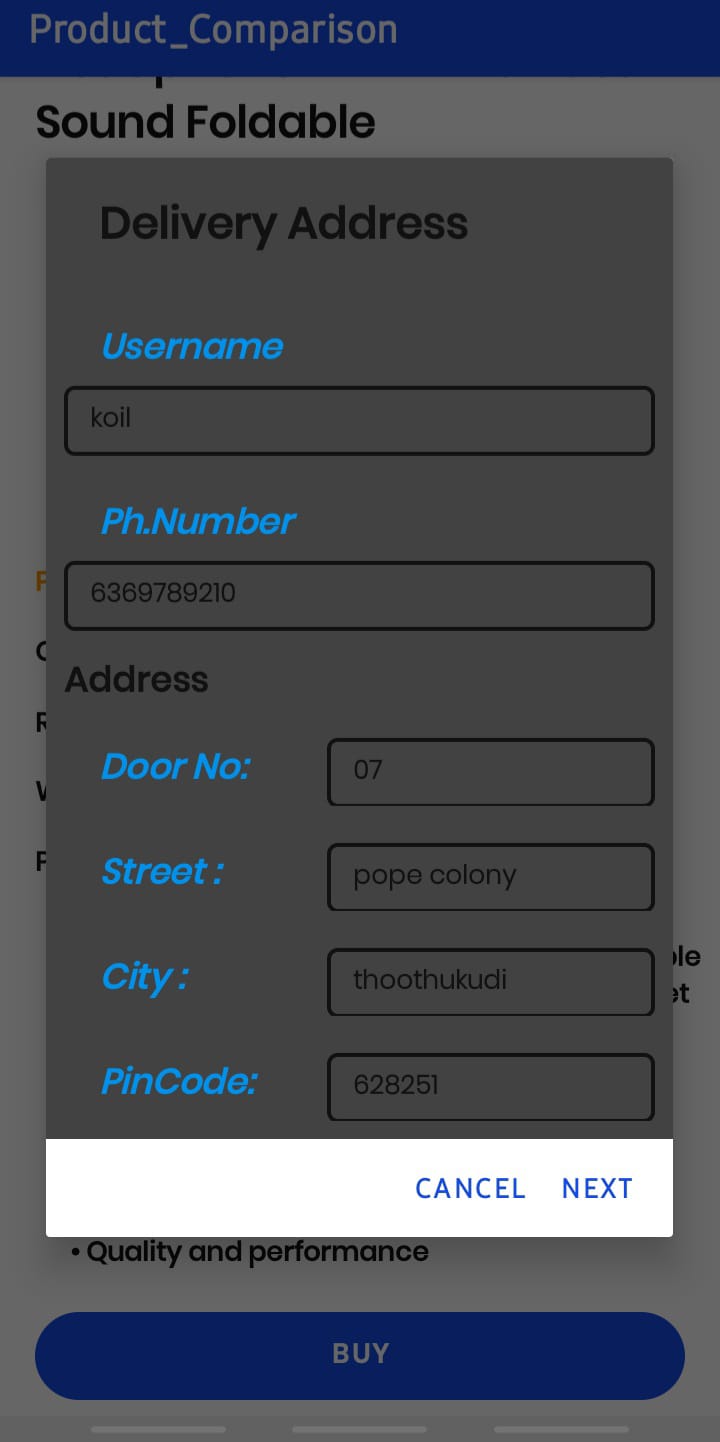 Product_Comparison
Sound Foldable
Delivery Address
Username
koil
Ph.Number
6369789210
Address
Door No:
07
Street :
pope colony
City :
thoothukudi
PinCode:
628251
CANCEL NEXT
• Quality and performance
BUY